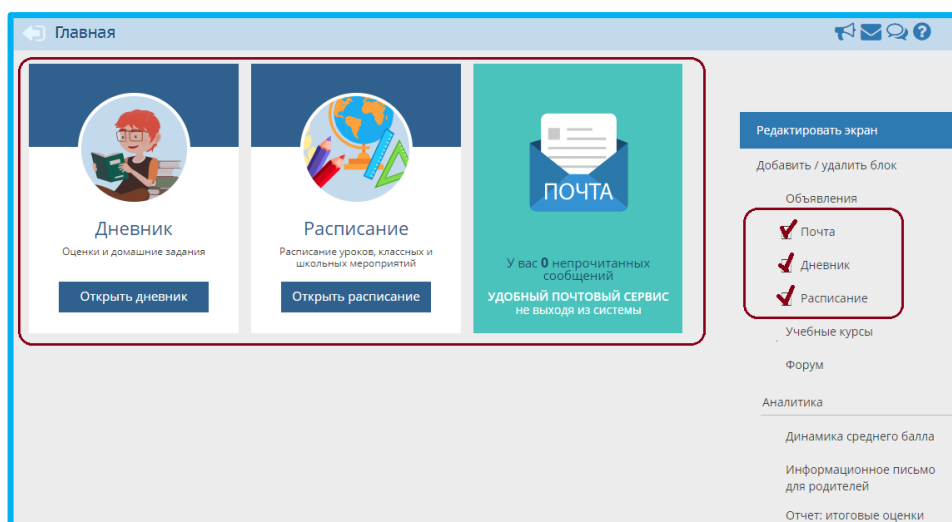 Главная
Дневник
Оценки и домашние задания
Открыть дневник
Расписание
Расписание уроков, классных и
школьных мероприятий
Открыть расписание
ПОЧТА
У вас 0 непрочитанных
сообщений
УДОБНЫЙ ПОЧТОВЫЙ СЕРВИС
не выходя из системы
Редактировать экран
Добавить / удалить блок
Объявления
Почта
Дневник
Расписание
Учебные курсы
Форум
Аналитика
Динамика среднего балла
Информационное письмо
для родителей
Отчет: итоговые оценки